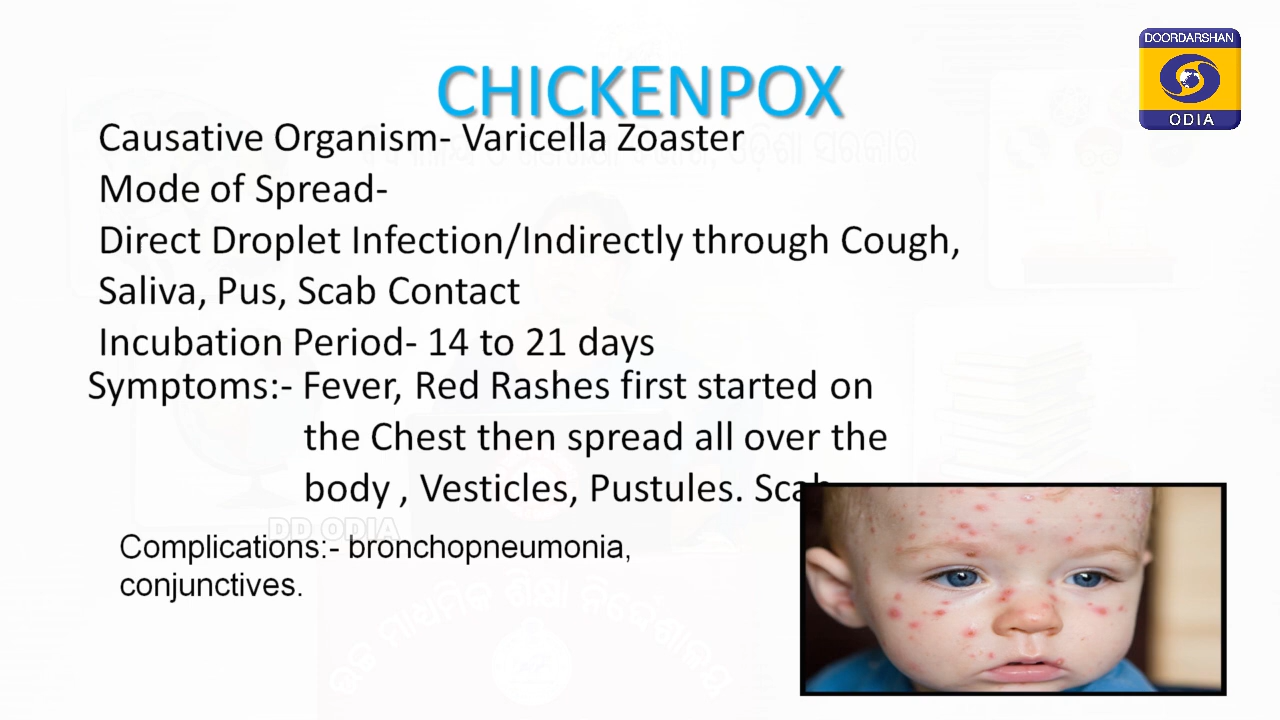 DOORDARSHAN
ODIA
CHICKENPOX
Causative Organism- Varicella Zoaster
Mode of Spread-
Direct Droplet Infection/Indirectly through Cough,
Saliva, Pus, Scab Contact
Incubation Period- 14 to 21 days
Symptoms:- Fever, Red Rashes first started on
the Chest then spread all over the
body , Vesticles, Pustules. Scab
DD ODIA
Complications:- bronchopneumonia,
conjunctives.